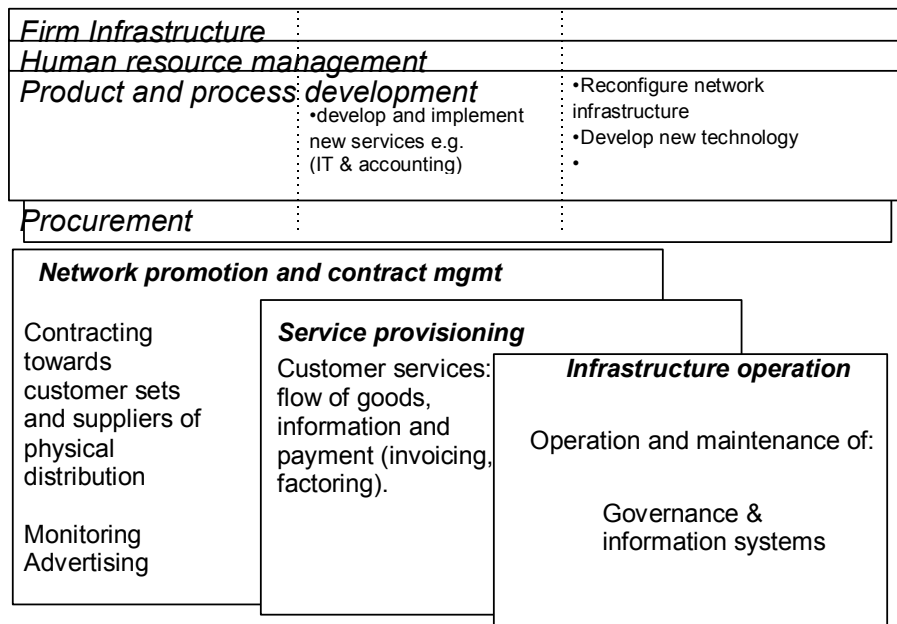 Firm Infrastructure
Human resource management
Product and process development
•develop and implement
new services e.g.
(IT & accounting)
•Reconfigure network
infrastructure
•Develop new technology
•
Procurement
Network promotion and contract mgmt
Contracting
towards
customer sets
and suppliers of
physical
distribution
Monitoring
Advertising
Service provisioning
Customer services:
flow of goods,
information and
payment (invoicing,
factoring).
Infrastructure operation
Operation and maintenance of:
Governance &
information systems